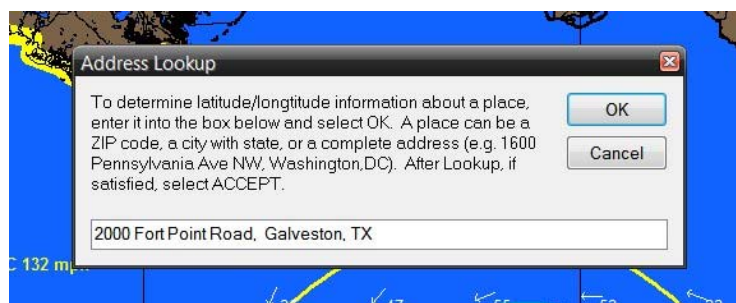 Address Lookup
To determine latitude/longtitude information about a place,
enter it into the box below and select OK. A place can be a
ZIP code, a city with state, or a complete address (e.g. 1600
Pennsylvania Ave NW, Washington,DC). After Lookup, if
satisfied, select ACCEPT.
OK
Cancel
2000 Fort Point Road, Galveston, TX
C 132 mph